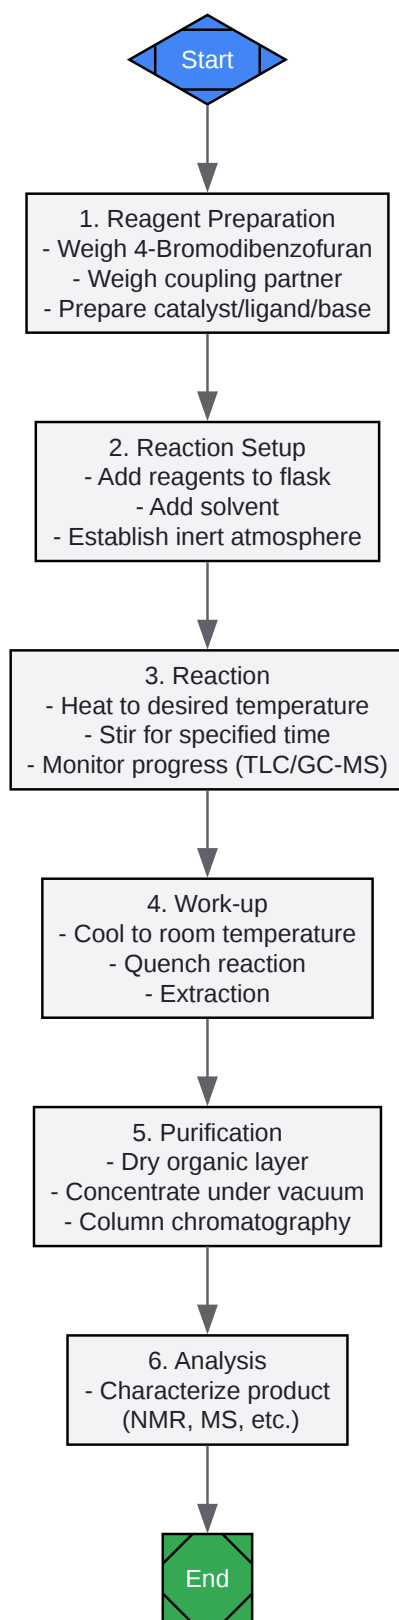 Start
1. Reagent Preparation
- Weigh 4-Bromodibenzofuran
- Weigh coupling partner
- Prepare catalyst/ligand/base
2. Reaction Setup
- Add reagents to flask
- Add solvent
- Establish inert atmosphere
3. Reaction
- Heat to desired temperature
- Stir for specified time
- Monitor progress (TLC/GC-MS)
4. Work-up
- Cool to room temperature
- Quench reaction
- Extraction
5. Purification
- Dry organic layer
- Concentrate under vacuum
- Column chromatography
6. Analysis
- Characterize product
(NMR, MS, etc.)
End